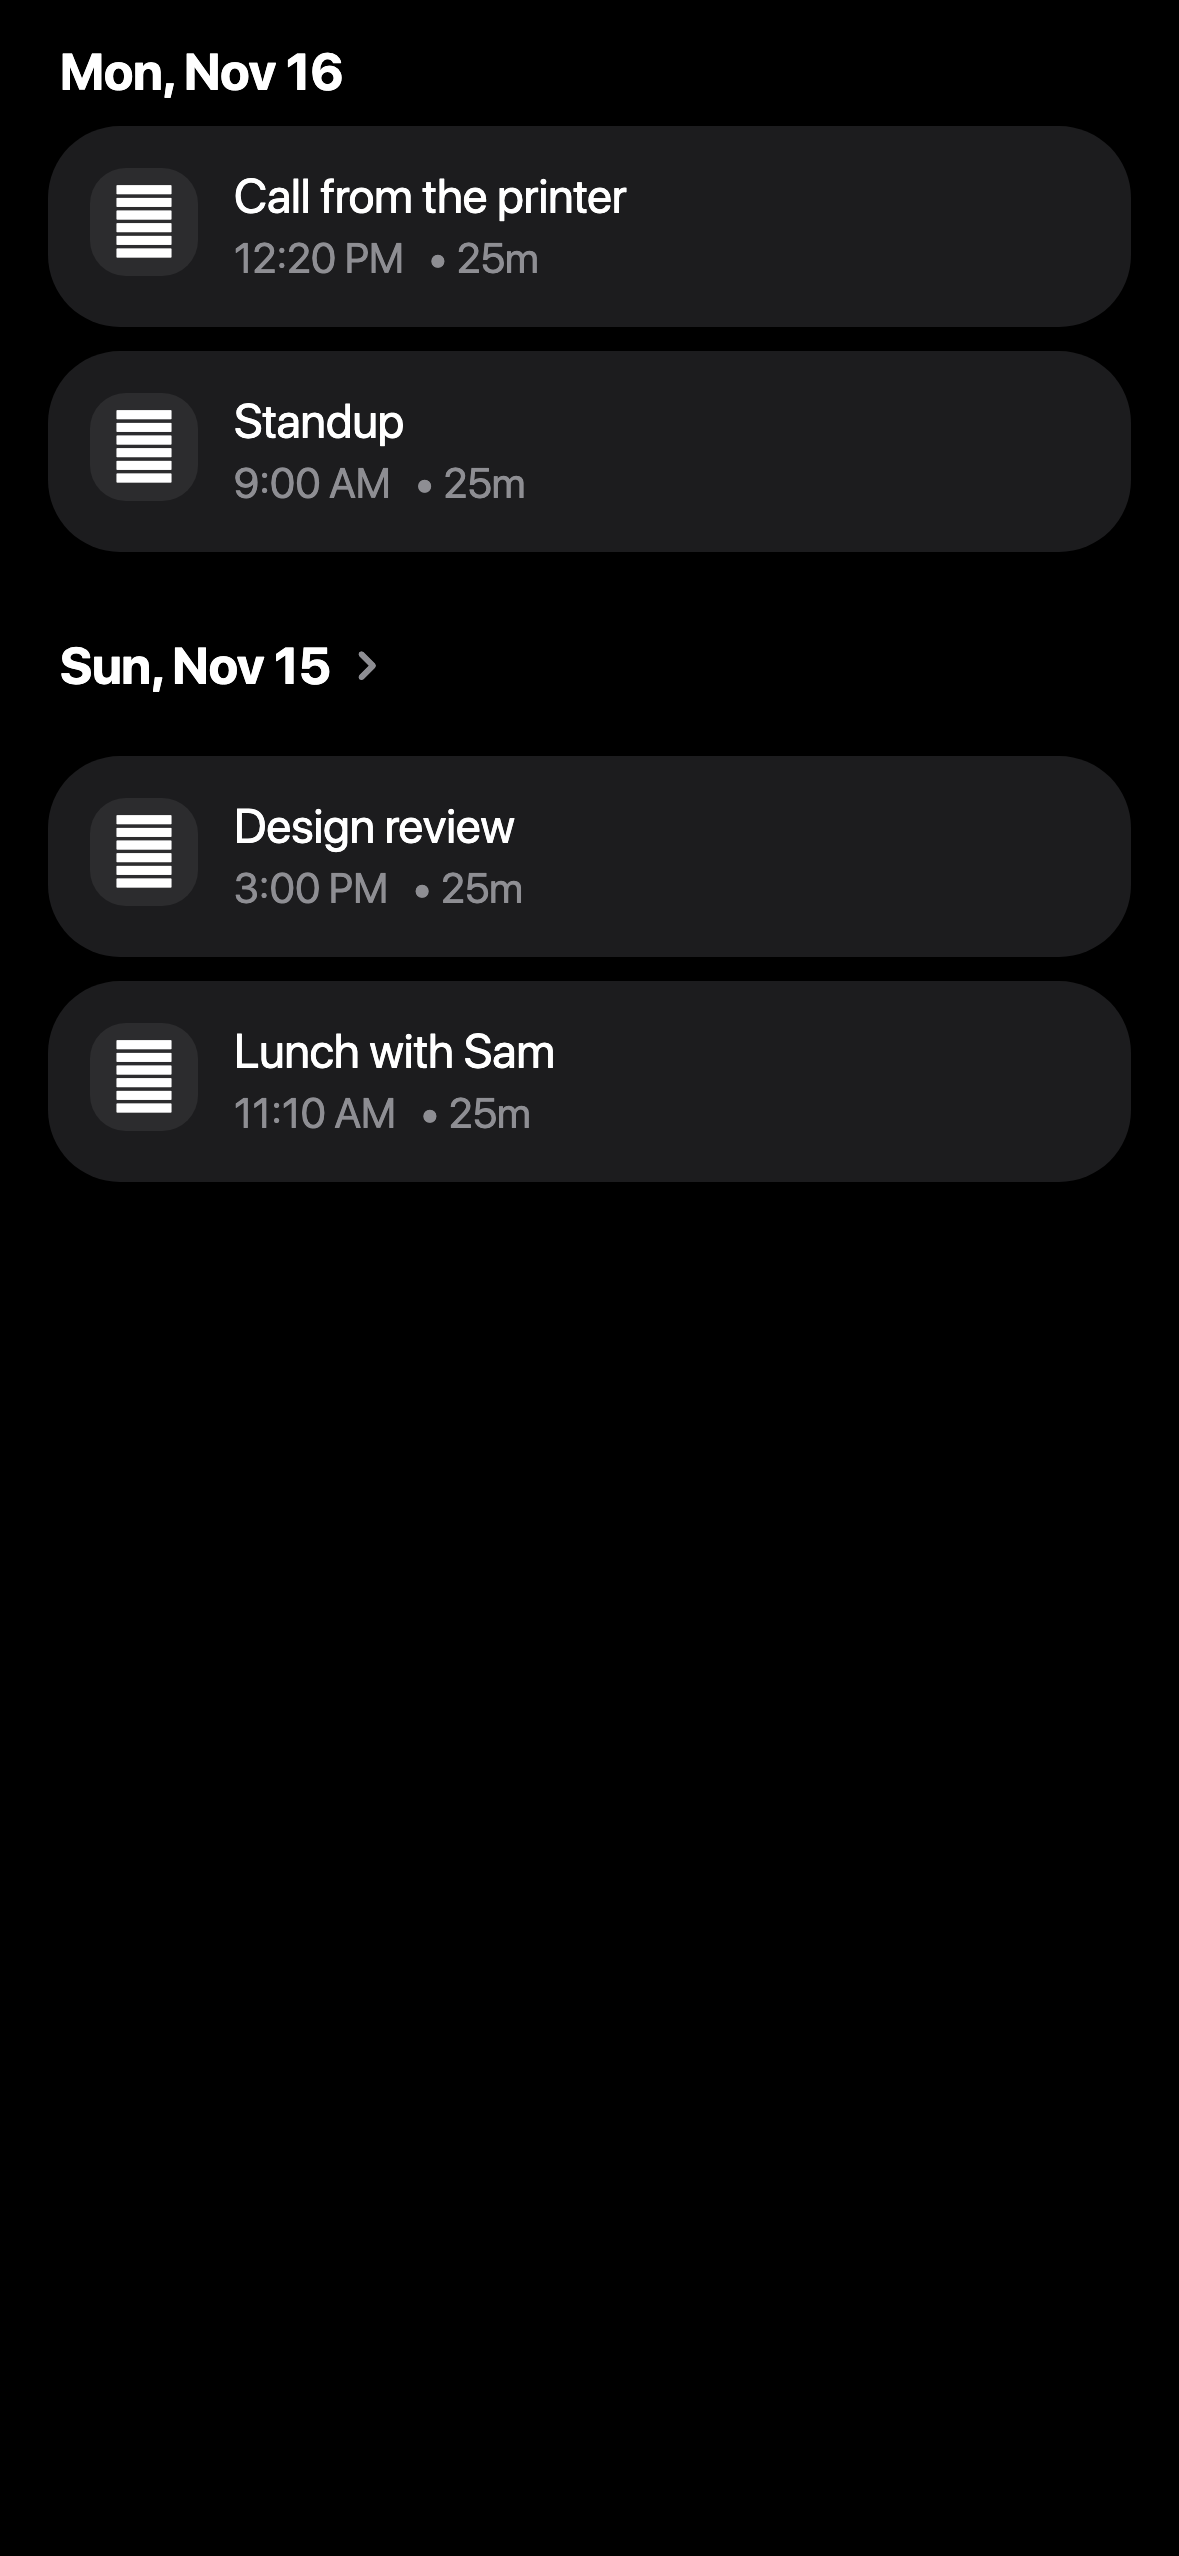 Mon, Nov 16
Call from the printer
12:20 PM • 25m
Standup
9:00 AM • 25m
Sun, Nov 15
Design review
3:00 PM • 25m
Lunch with Sam
11:10 AM • 25m